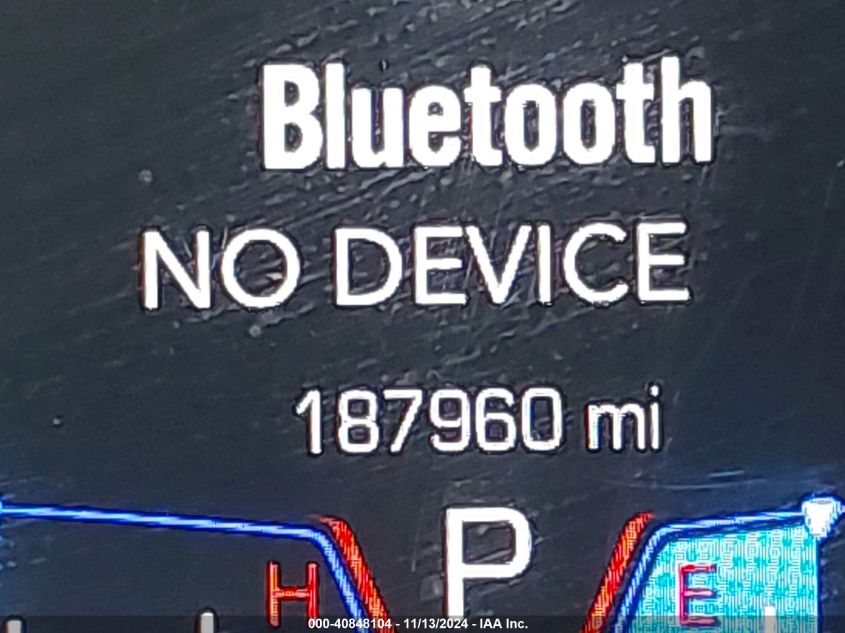 Bluetooth
NO DEVICE
187960 mi
P
H E
000-40848104 - 11/13/2024 - IAA Inc.